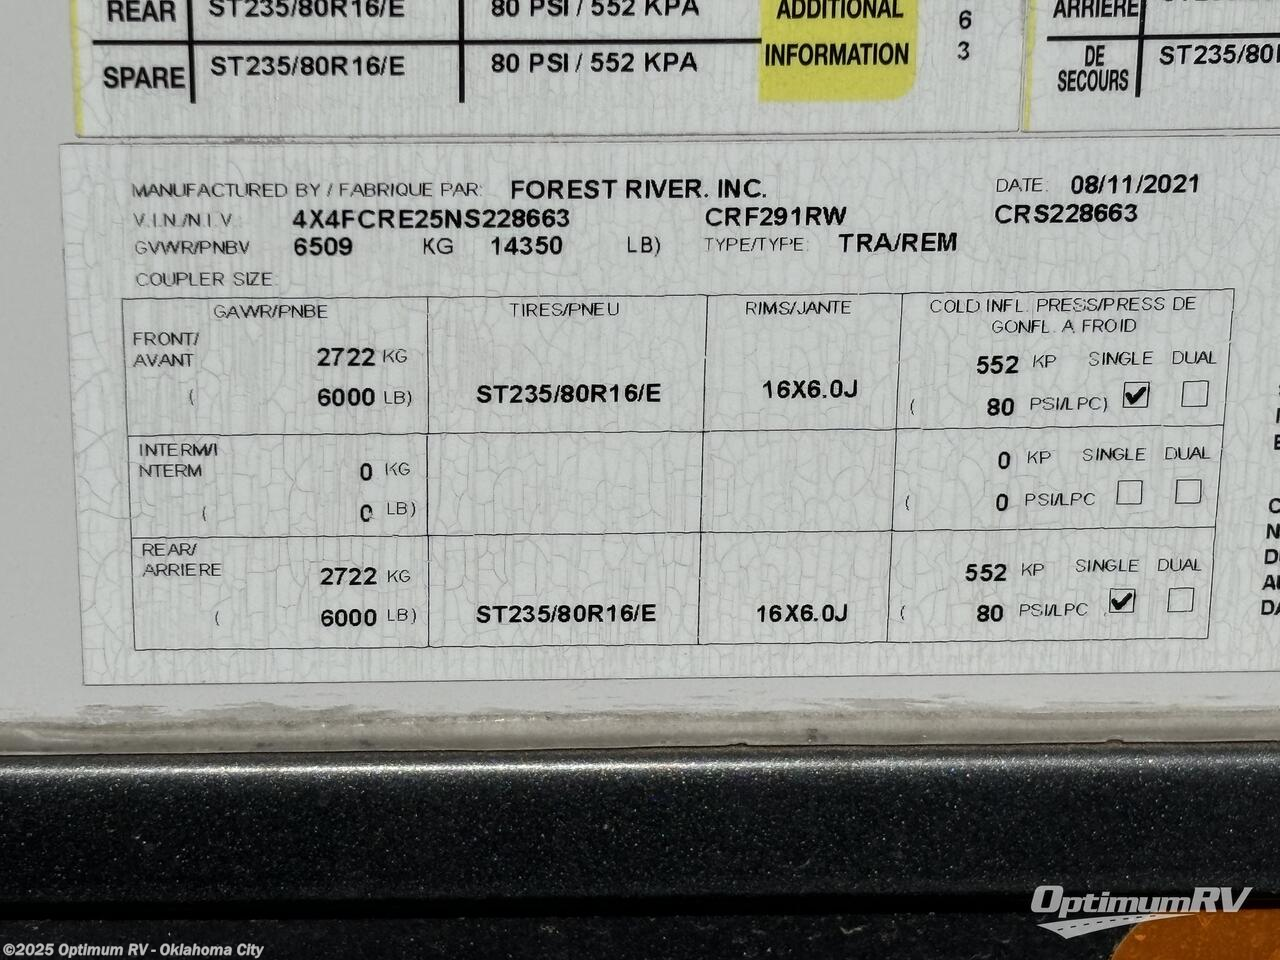 REAR ST235/80R16/E 80 PSI / 552 KPA ADDITIONAL 6 ARRIERE
SPARE ST235/80R16/E 80 PSI / 552 KPA INFORMATION 3 DE SECOURS ST235/80
MANUFACTURED BY / FABRIQUE PAR: FOREST RIVER. INC. DATE: 08/11/2021
V.I.N./N.I.V. 4X4FCRE25NS228663 CRF291RW CRS228663
GVWR/PNBV 6509 KG 14350 LB) TYPE/TYPE: TRA/REM
COUPLER SIZE:
GAWR/PNBE TIRES/PNEU RIMS/JANTE COLD INFL. PRESS/PRESS DE
GONFL. A FROID
FRONT/
AVANT 2722 KG 552 KP SINGLE DUAL
( 6000 LB) ST235/80R16/E 16X6.0J ( 80 PSI/LPC) ✔
INTERM/I
NTERM 0 KG 0 KP SINGLE DUAL
( 0 LB) ( 0 PSI/LPC
REAR/
ARRIERE 2722 KG 552 KP SINGLE DUAL
( 6000 LB) ST235/80R16/E 16X6.0J ( 80 PSI/LPC ✔
OptimumRV
©2025 Optimum RV - Oklahoma City